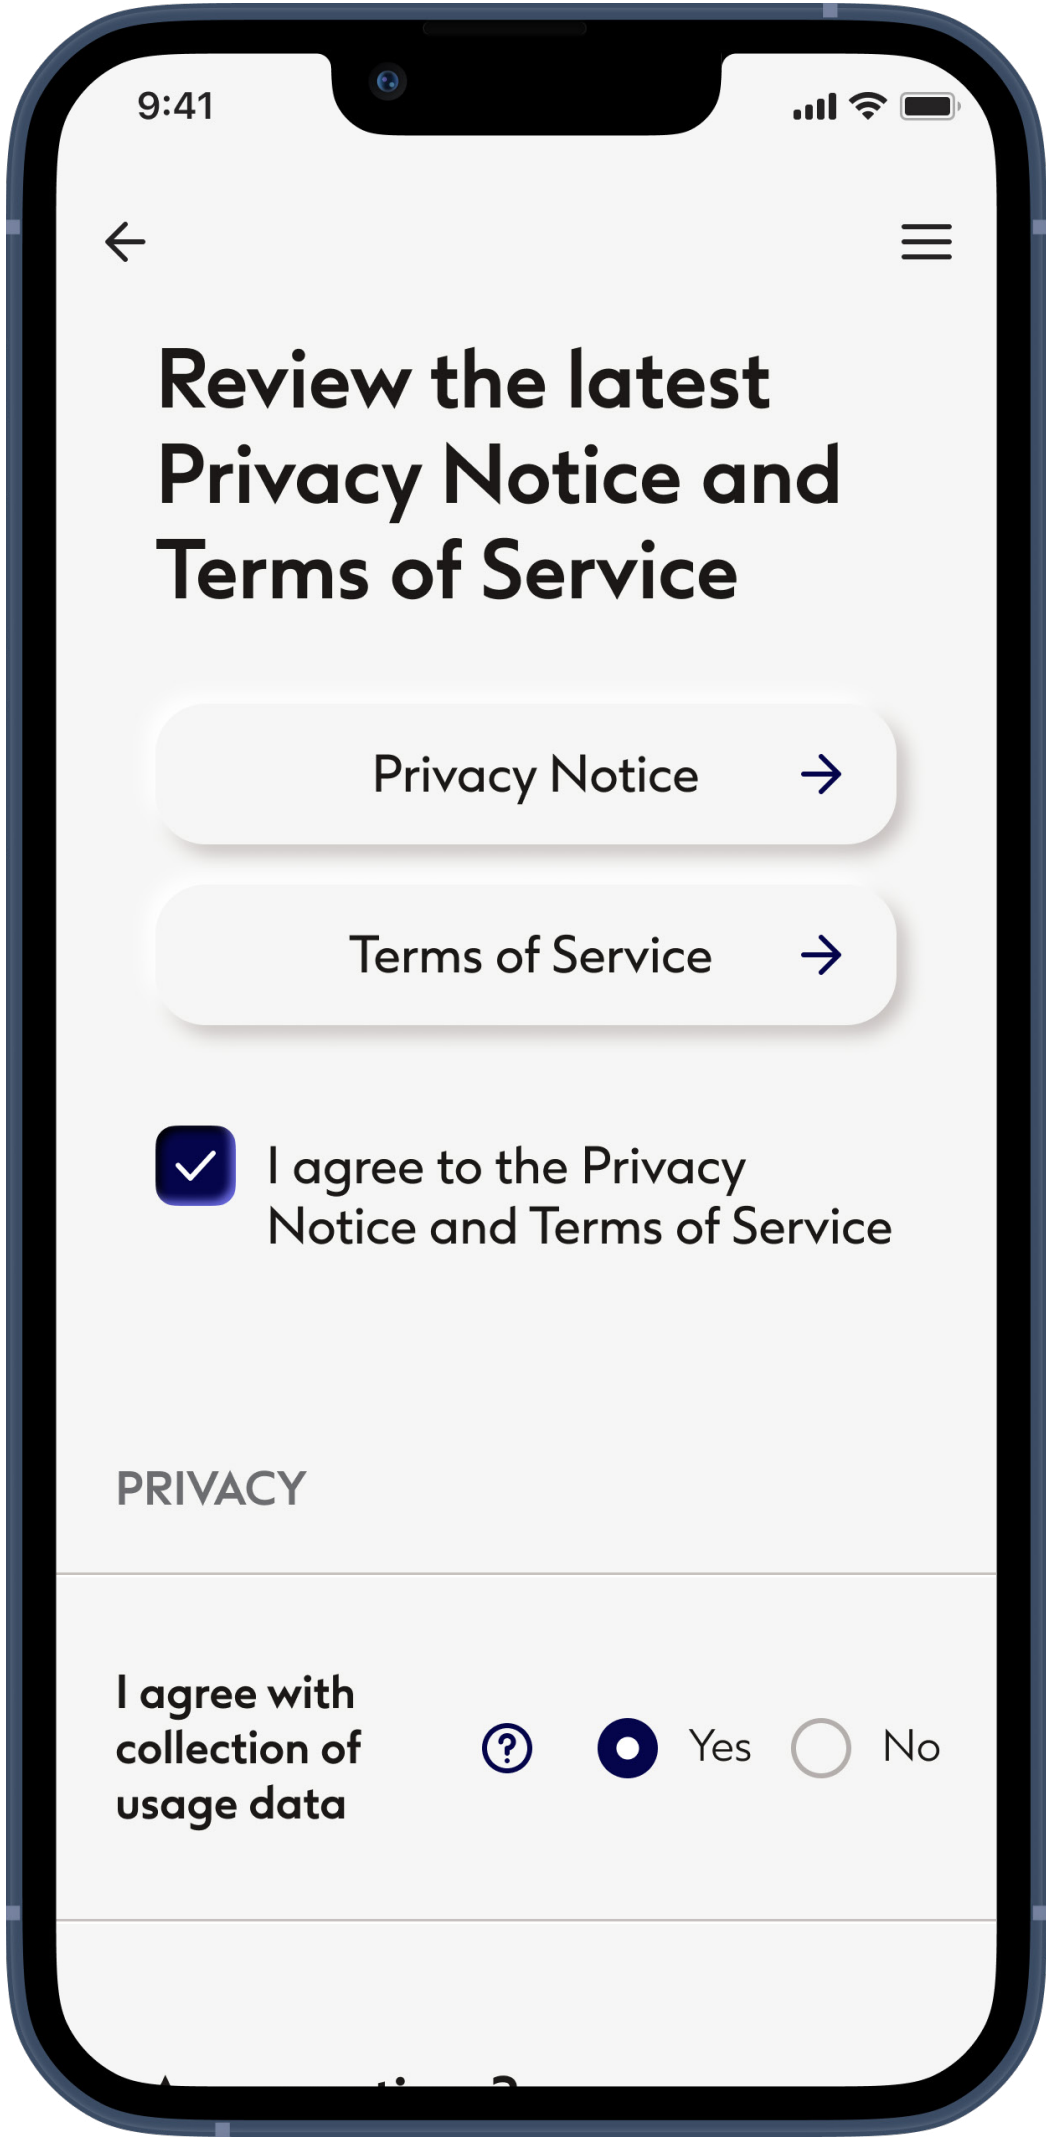 9:41
Review the latest
Privacy Notice and
Terms of Service
Privacy Notice
Terms of Service
I agree to the Privacy
Notice and Terms of Service
PRIVACY
I agree with
collection of
usage data
?
Yes
No